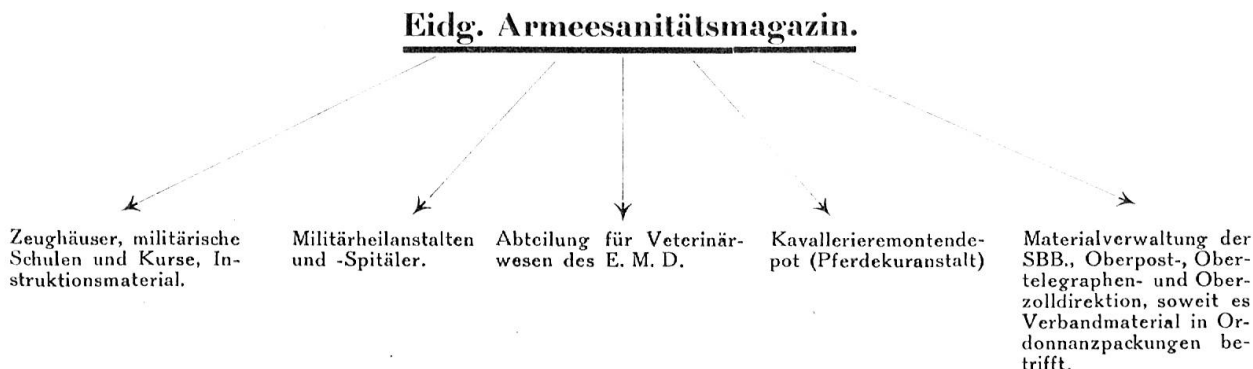 Eidg. Armeesanitätsmagazin.
Zeughäuser, militärische
Schulen und Kurse, In-
struktionsmaterial.
Militärheilanstalten
und -Spitäler.
Abteilung für Veterinär-
wesen des E. M. D.
Kavallerieremontende-
pot (Pferdekuranstalt)
Materialverwaltung der
SBB., Oberpost-, Ober-
telegraphen- und Ober-
zolldirektion, soweit es
Verbandmaterial in Or-
donnanzpackungen be-
trifft.